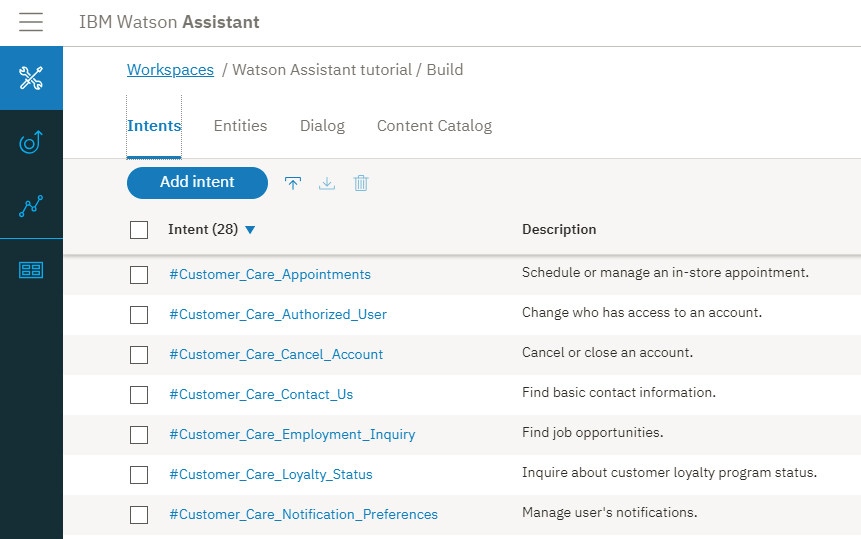 IBM Watson Assistant
Workspaces / Watson Assistant tutorial / Build
Intents Entities Dialog Content Catalog
Add intent
Intent (28) Description
#Customer_Care_Appointments Schedule or manage an in-store appointment.
#Customer_Care_Authorized_User Change who has access to an account.
#Customer_Care_Cancel_Account Cancel or close an account.
#Customer_Care_Contact_Us Find basic contact information.
#Customer_Care_Employment_Inquiry Find job opportunities.
#Customer_Care_Loyalty_Status Inquire about customer loyalty program status.
#Customer_Care_Notification_Preferences Manage user's notifications.